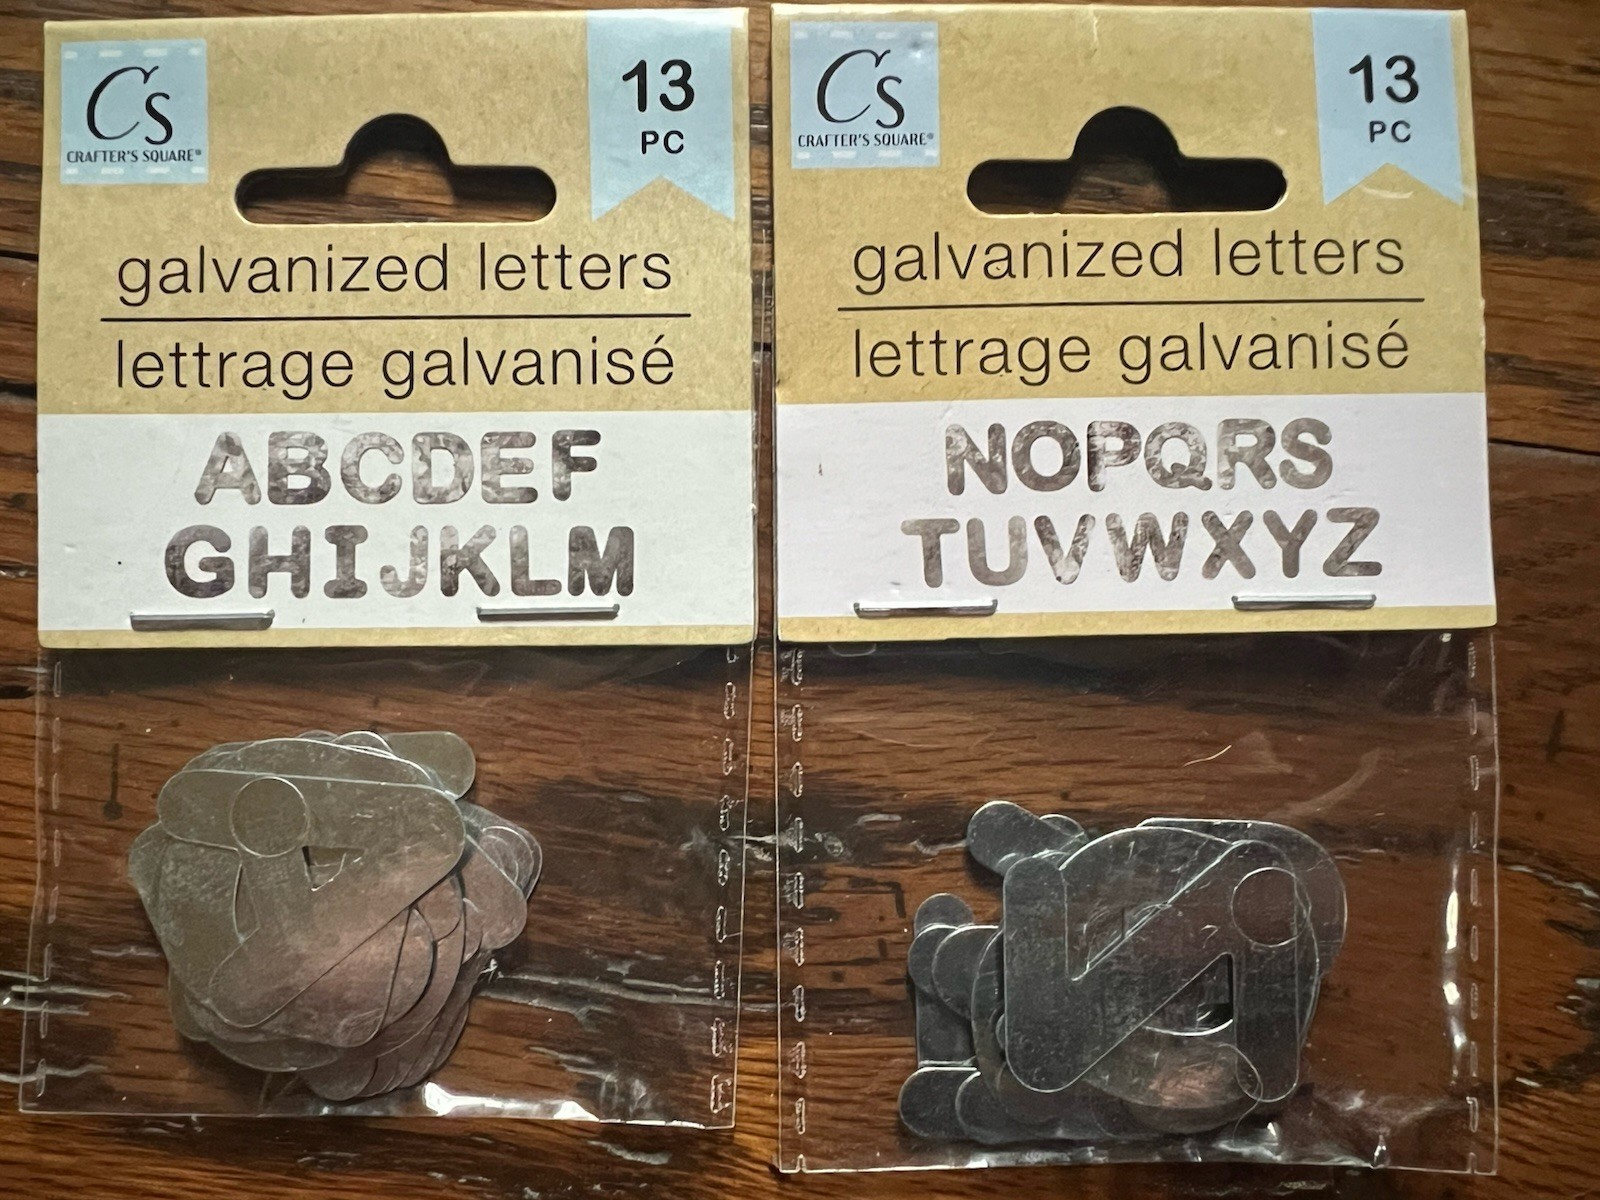 Cs
CRAFTER'S SQUARE®
13
PC
galvanized letters
lettrage galvanisé
ABCDEF
GHIJKLM
Cs
CRAFTER'S SQUARE®
13
PC
galvanized letters
lettrage galvanisé
NOPQRS
TUVWXYZ